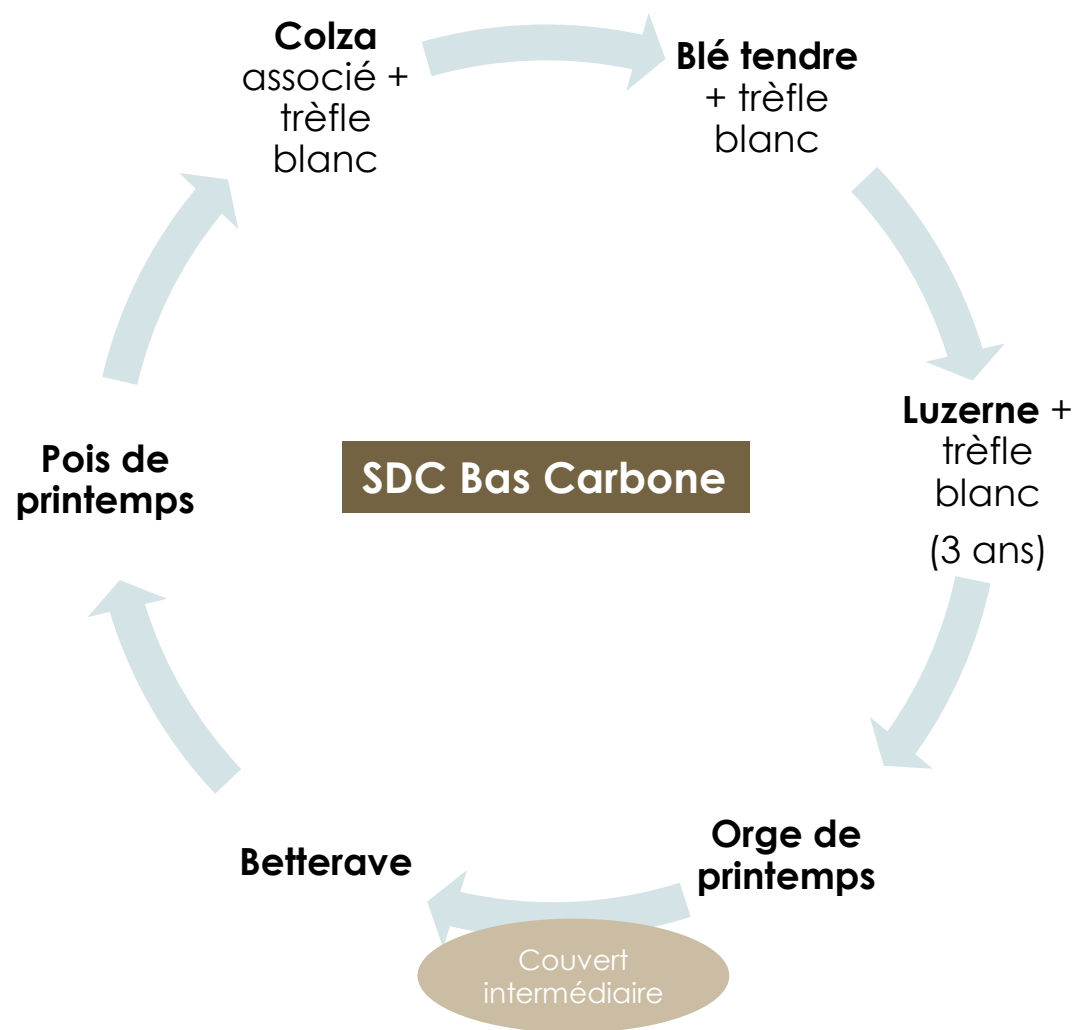 Colza
associé +
trèfle
blanc
Blé tendre
+ trèfle
blanc
Luzerne +
trèfle
blanc
(3 ans)
Orge de
printemps
Couvert
intermédiaire
Betterave
Pois de
printemps
SDC Bas Carbone